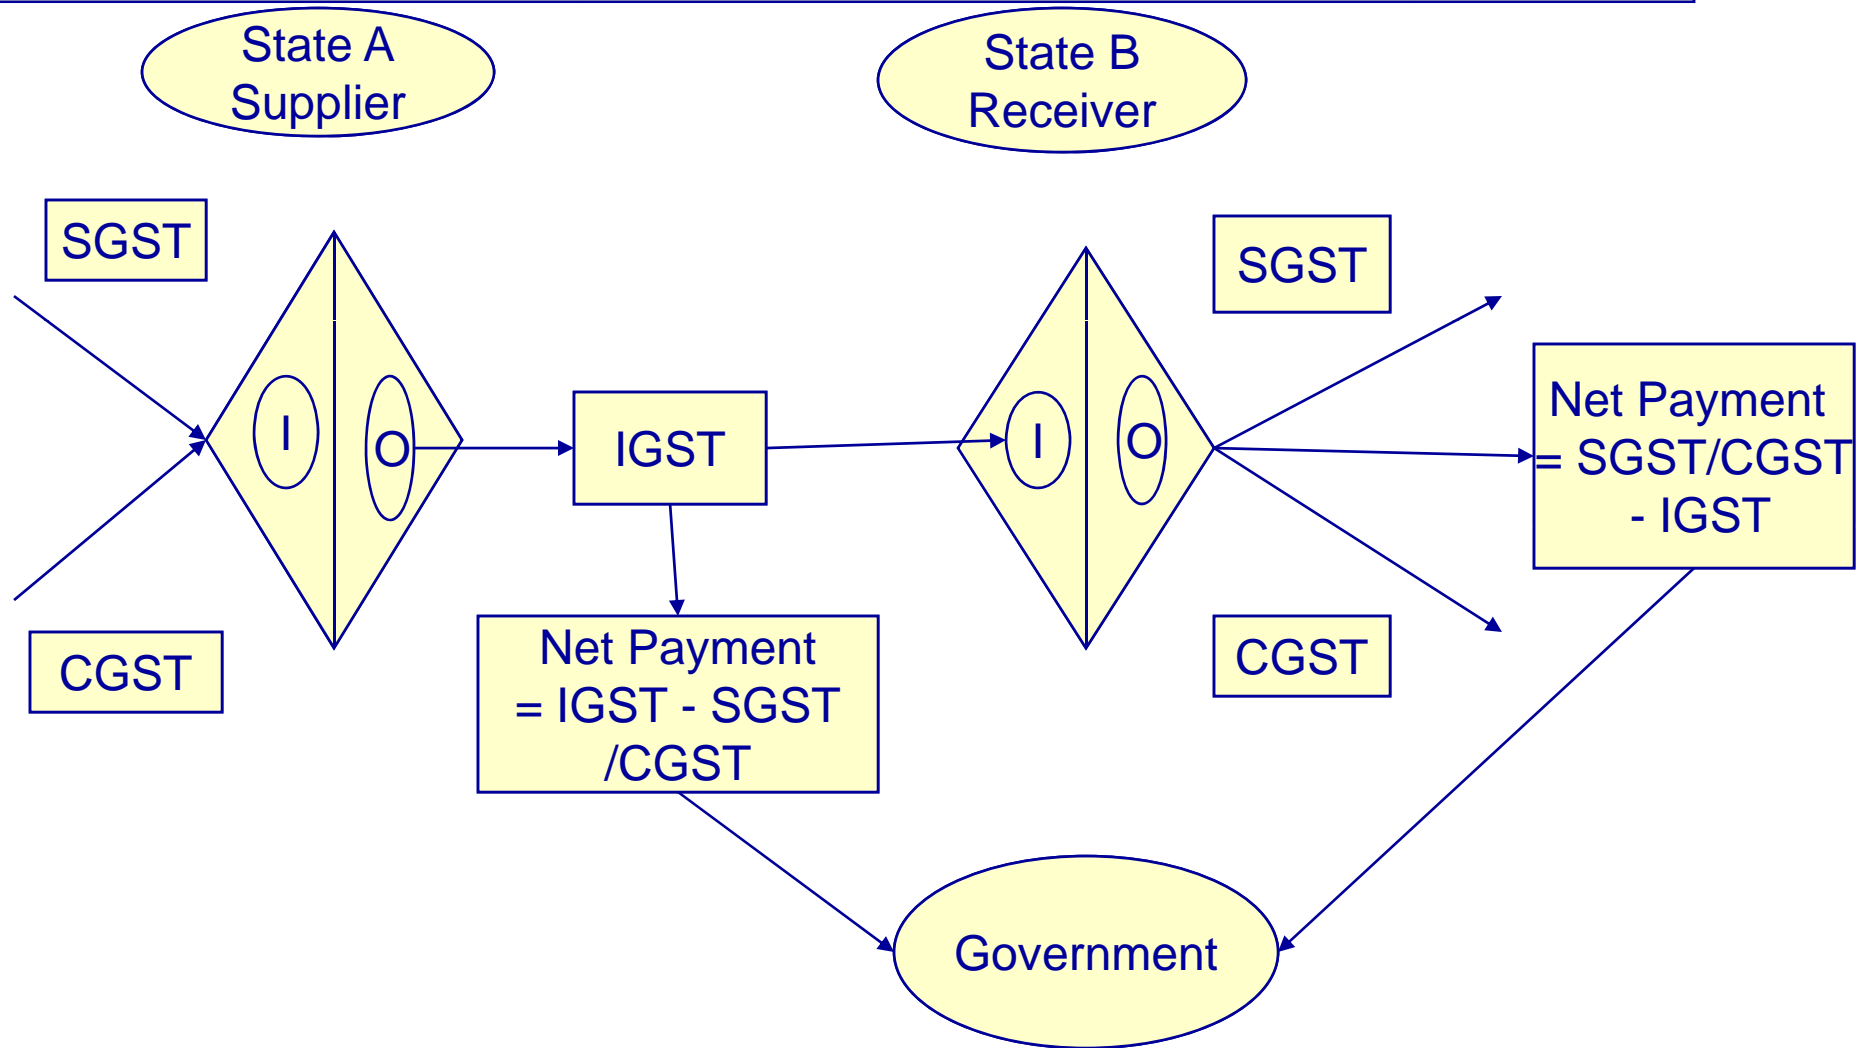 State A
Supplier
State B
Receiver
SGST
SGST
I
O
IGST
I
O
Net Payment
= SGST/CGST
- IGST
CGST
Net Payment
= IGST - SGST
/CGST
CGST
Government